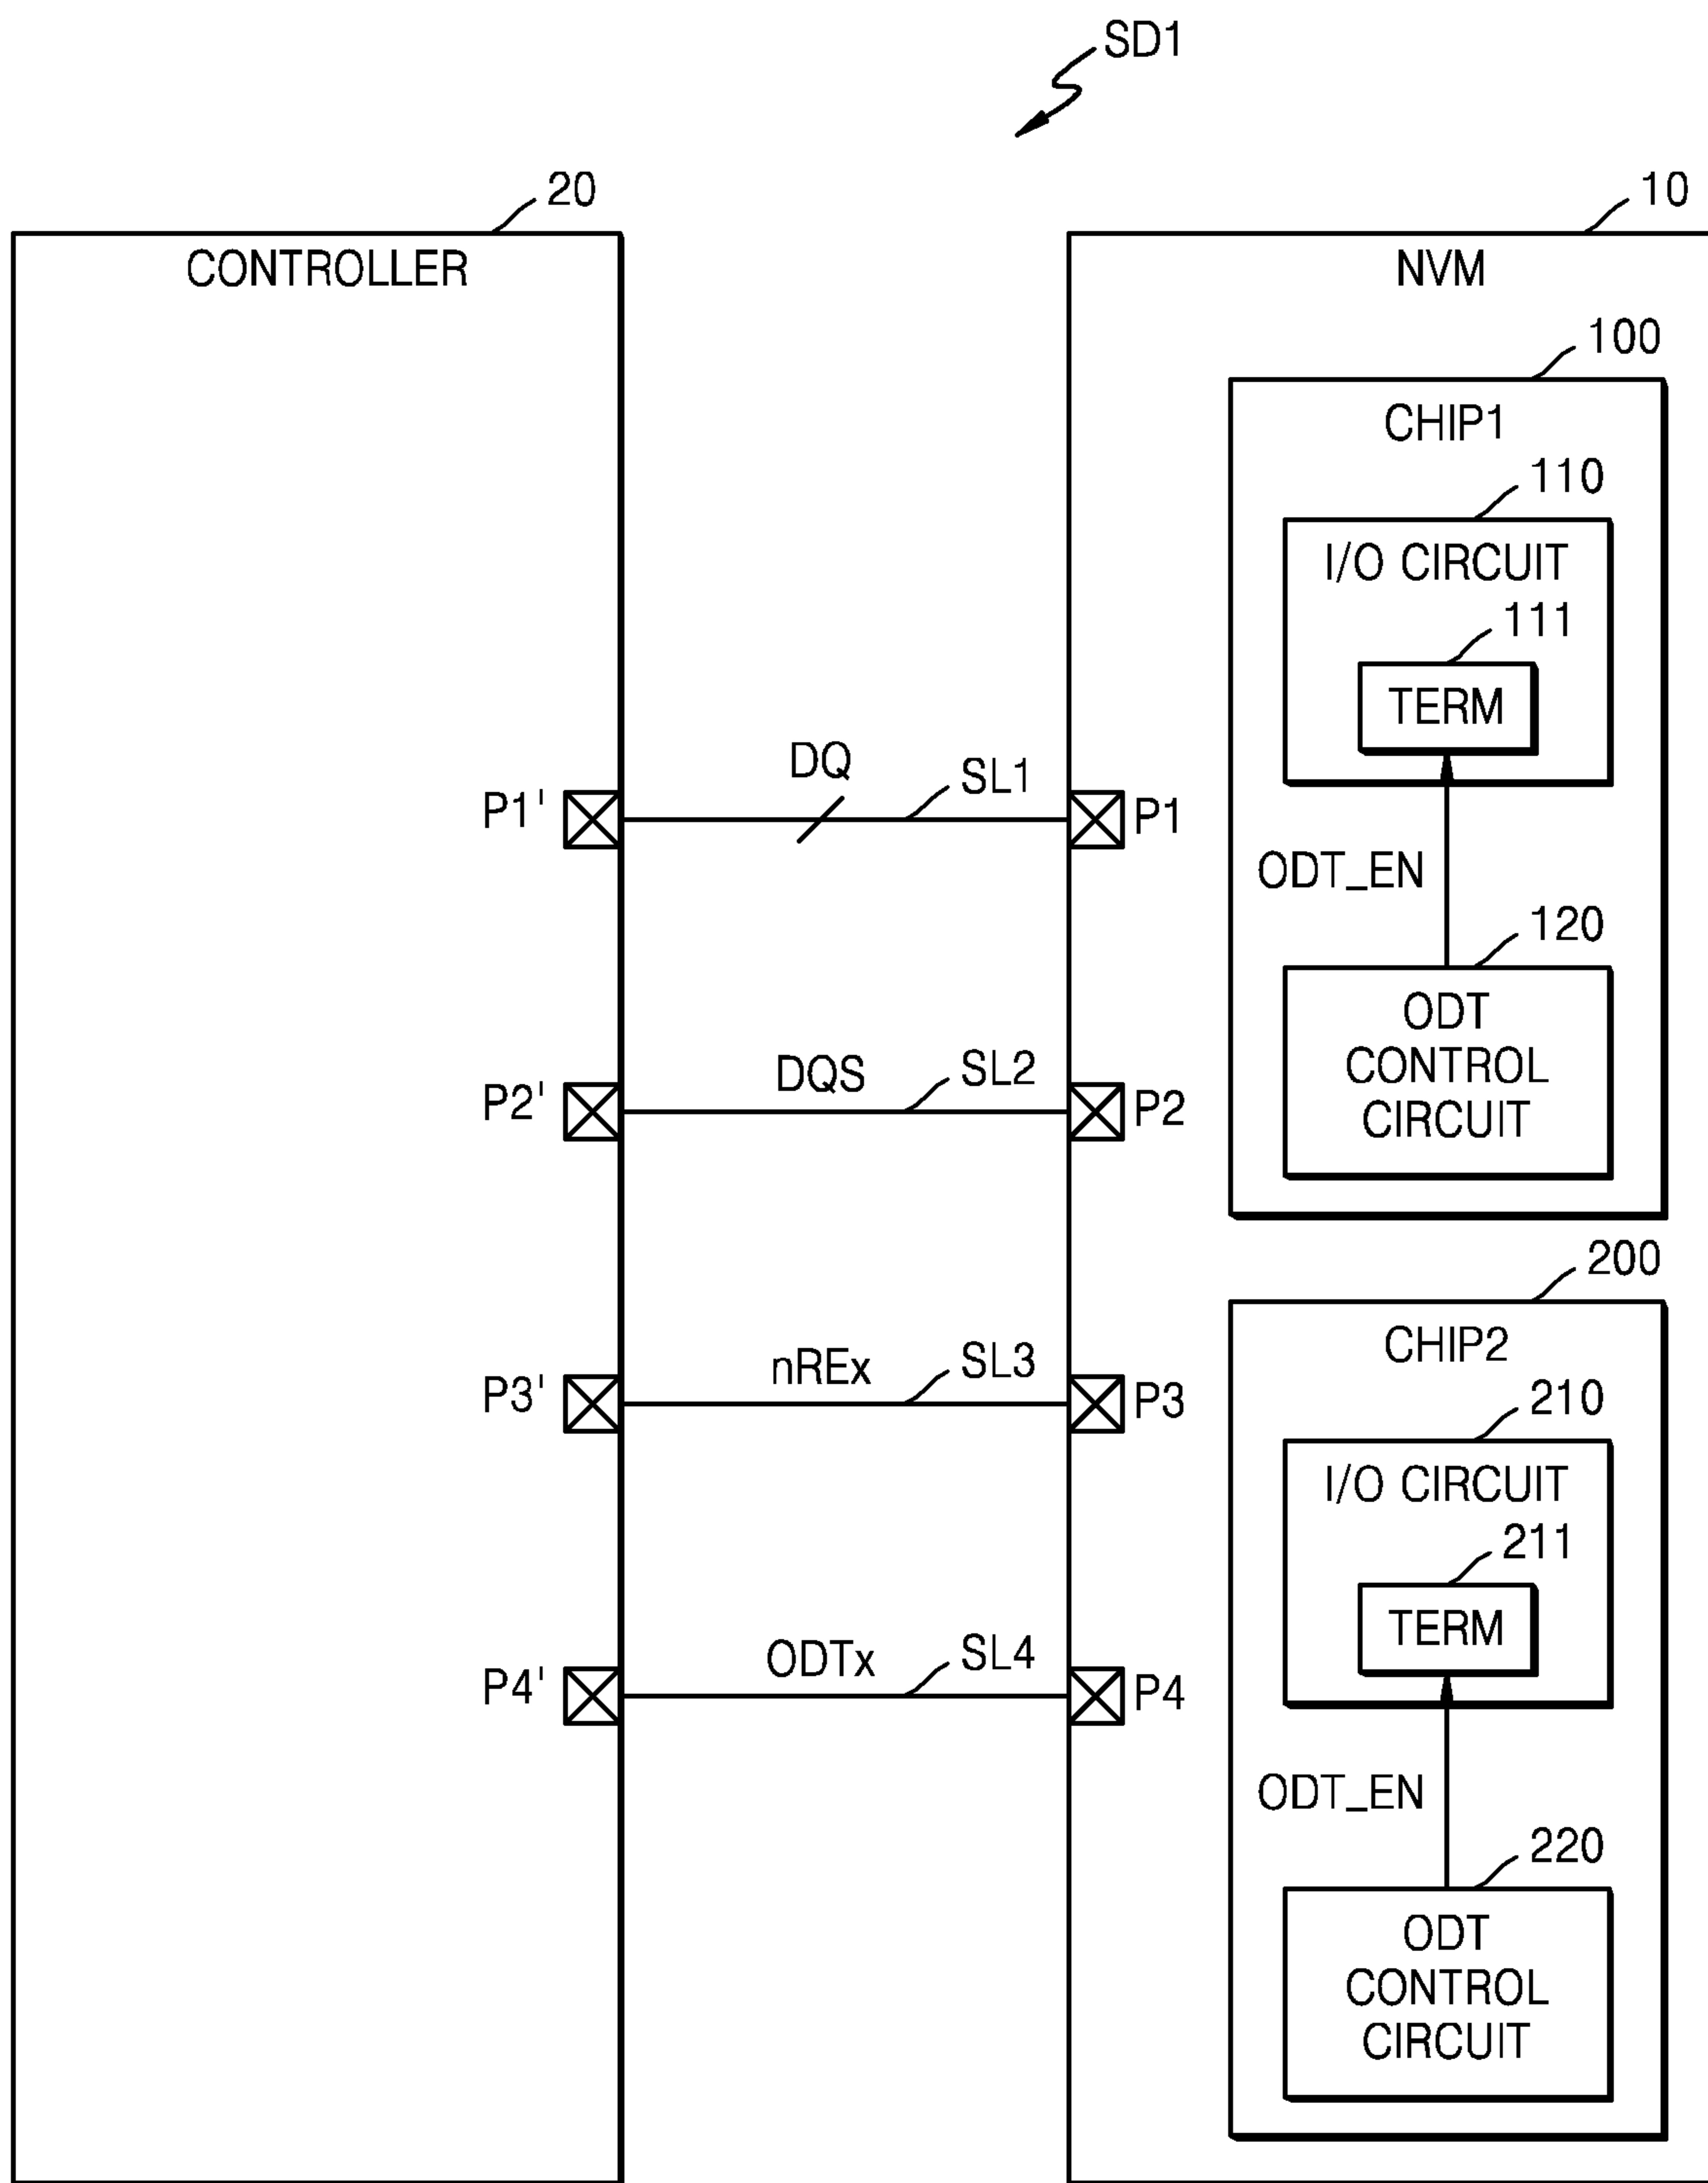 SD1
20
10
CONTROLLER
NVM
100
CHIP1
110
I/O CIRCUIT
111
TERM
DQ
SL1
P1'
P1
ODT_EN
120
ODT
CONTROL
CIRCUIT
DQS
SL2
P2'
P2
200
CHIP2
nREx
SL3
P3'
P3
210
I/O CIRCUIT
211
TERM
ODTx
SL4
P4'
P4
ODT_EN
220
ODT
CONTROL
CIRCUIT